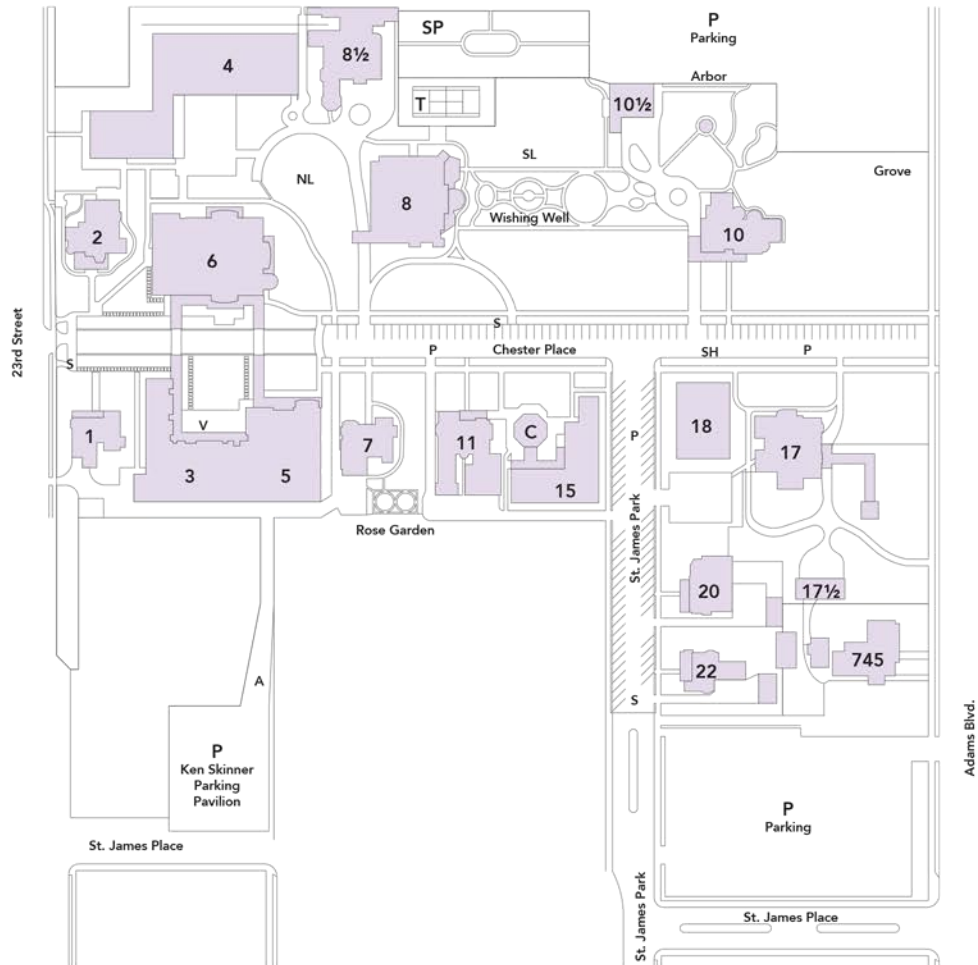 SP
P
Parking
4
8½
Arbor
T
10½
SL
NL
Grove
8
Wishing Well
2
10
6
23rd Street
S
P
Chester Place
SH
P
S
V
1
3
5
7
11
C
15
P
18
17
Rose Garden
St. James Park
20
17½
22
745
A
S
P
Ken Skinner
Parking
Pavilion
Adams Blvd.
P
Parking
St. James Place
St. James Park
St. James Place